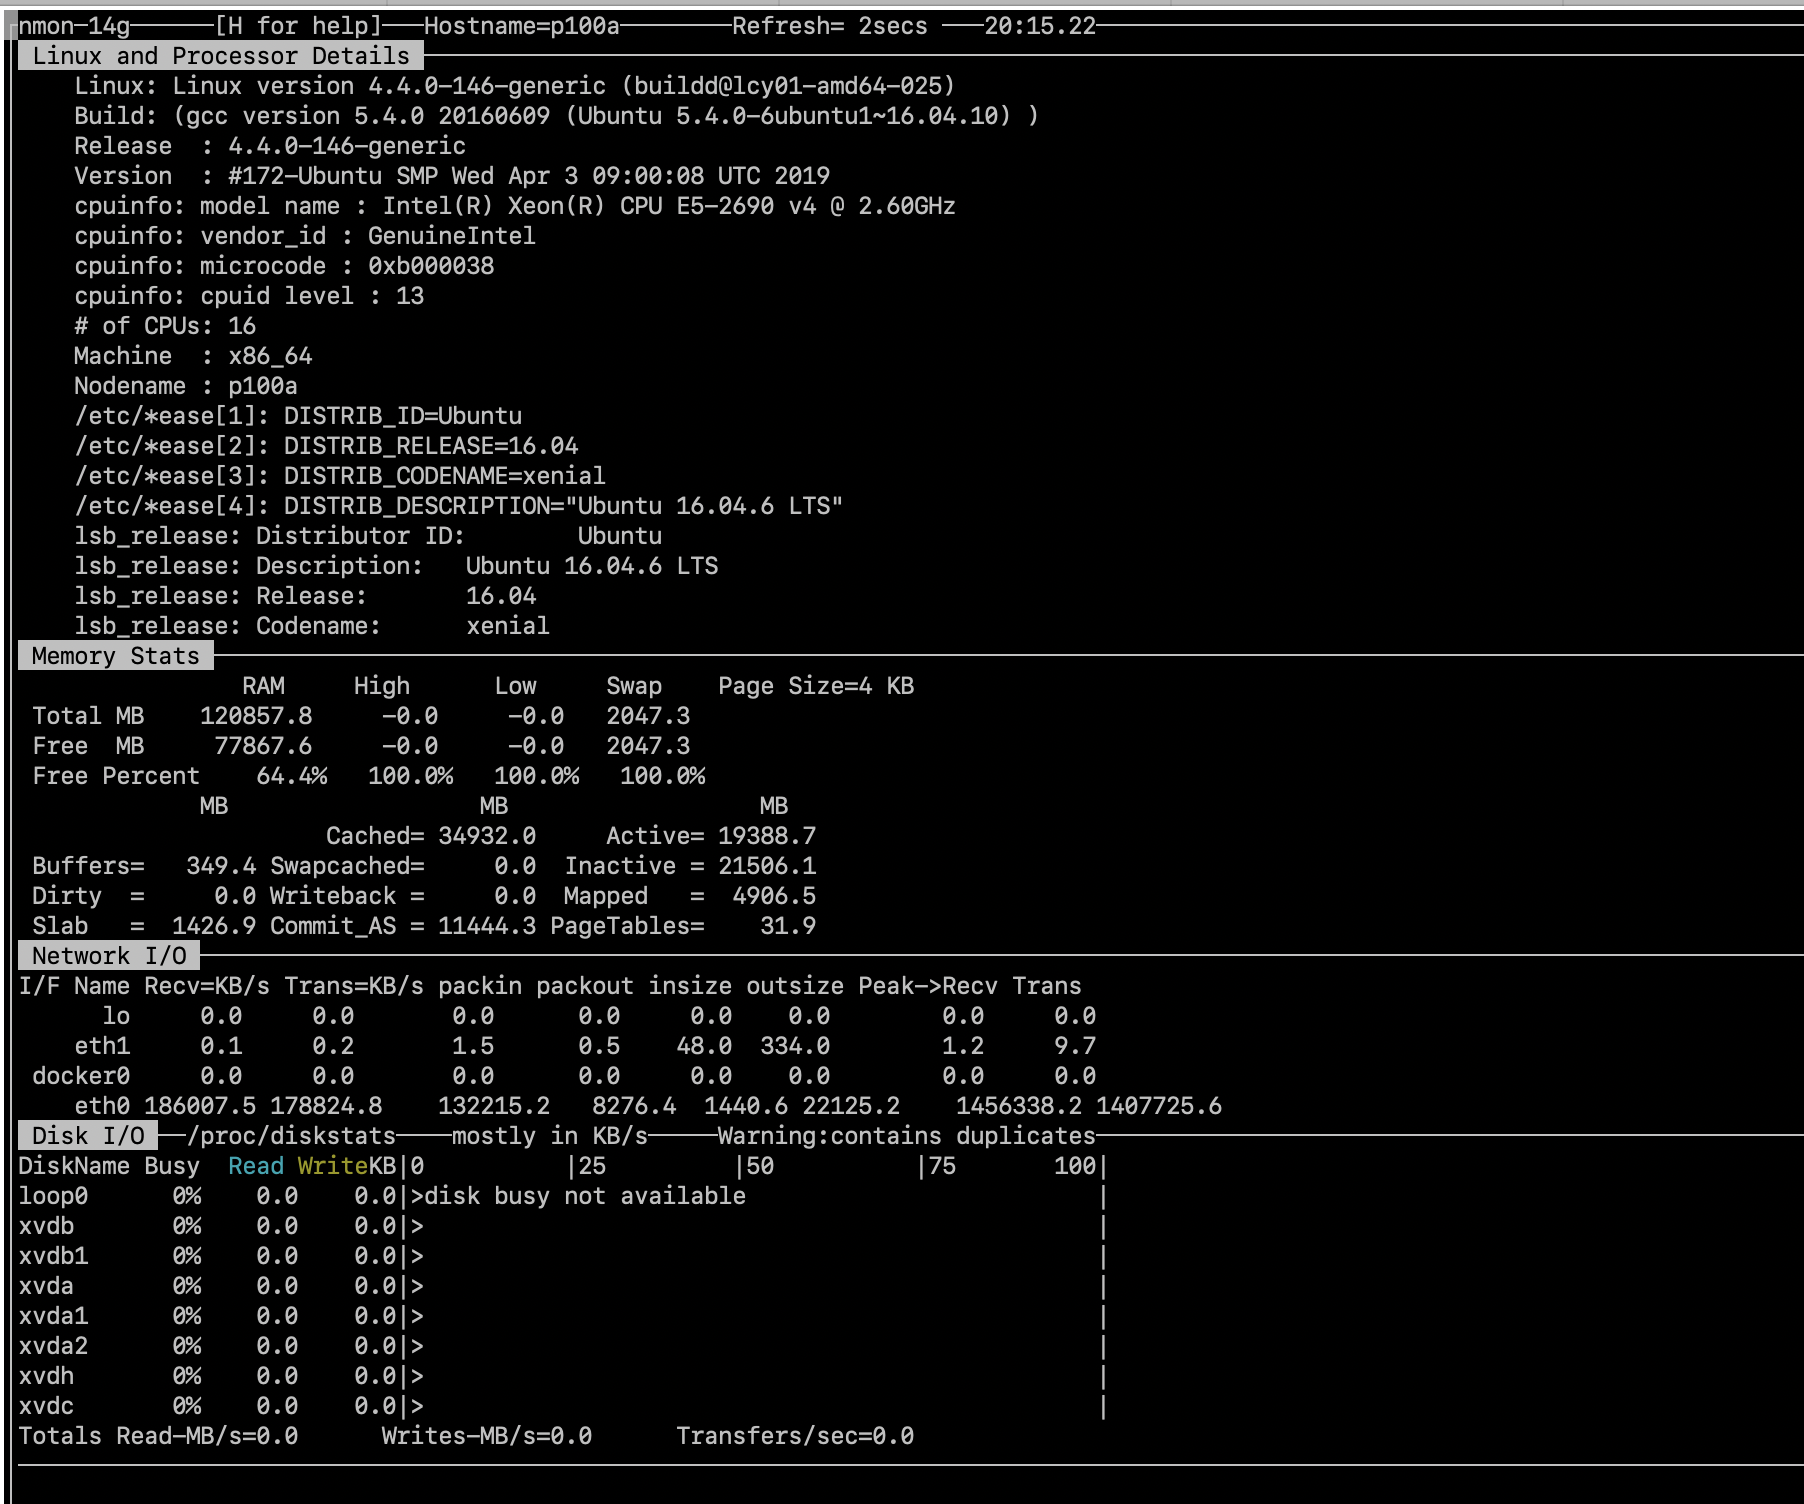 nmon-14g [H for help] Hostname=p100a Refresh= 2secs 20:15.22
Linux and Processor Details
Linux: Linux version 4.4.0-146-generic (buildd@lcy01-amd64-025)
Build: (gcc version 5.4.0 20160609 (Ubuntu 5.4.0-6ubuntu1~16.04.10) )
Release  : 4.4.0-146-generic
Version  : #172-Ubuntu SMP Wed Apr 3 09:00:08 UTC 2019
cpuinfo: model name : Intel(R) Xeon(R) CPU E5-2690 v4 @ 2.60GHz
cpuinfo: vendor_id : GenuineIntel
cpuinfo: microcode : 0xb000038
cpuinfo: cpuid level : 13
# of CPUs: 16
Machine  : x86_64
Nodename : p100a
/etc/*ease[1]: DISTRIB_ID=Ubuntu
/etc/*ease[2]: DISTRIB_RELEASE=16.04
/etc/*ease[3]: DISTRIB_CODENAME=xenial
/etc/*ease[4]: DISTRIB_DESCRIPTION="Ubuntu 16.04.6 LTS"
lsb_release: Distributor ID: Ubuntu
lsb_release: Description: Ubuntu 16.04.6 LTS
lsb_release: Release: 16.04
lsb_release: Codename: xenial
Memory Stats
RAM High Low Swap Page Size=4 KB
Total MB 120857.8 -0.0 -0.0 2047.3
Free  MB 77867.6 -0.0 -0.0 2047.3
Free Percent 64.4% 100.0% 100.0% 100.0%
MB MB MB
Cached= 34932.0 Active= 19388.7
Buffers= 349.4 Swapcached= 0.0 Inactive = 21506.1
Dirty  = 0.0 Writeback = 0.0 Mapped = 4906.5
Slab   = 1426.9 Commit_AS = 11444.3 PageTables= 31.9
Network I/O
I/F Name Recv=KB/s Trans=KB/s packin packout insize outsize Peak->Recv Trans
lo 0.0 0.0 0.0 0.0 0.0 0.0 0.0 0.0
eth1 0.1 0.2 1.5 0.5 48.0 334.0 1.2 9.7
docker0 0.0 0.0 0.0 0.0 0.0 0.0 0.0 0.0
eth0 186007.5 178824.8 132215.2 8276.4 1440.6 22125.2 1456338.2 1407725.6
Disk I/O /proc/diskstats mostly in KB/s Warning:contains duplicates
DiskName Busy Read WriteKB|0 |25 |50 |75 100|
loop0 0% 0.0 0.0|>disk busy not available |
xvdb 0% 0.0 0.0|> |
xvdb1 0% 0.0 0.0|> |
xvda 0% 0.0 0.0|> |
xvda1 0% 0.0 0.0|> |
xvda2 0% 0.0 0.0|> |
xvdh 0% 0.0 0.0|> |
xvdc 0% 0.0 0.0|> |
Totals Read-MB/s=0.0 Writes-MB/s=0.0 Transfers/sec=0.0